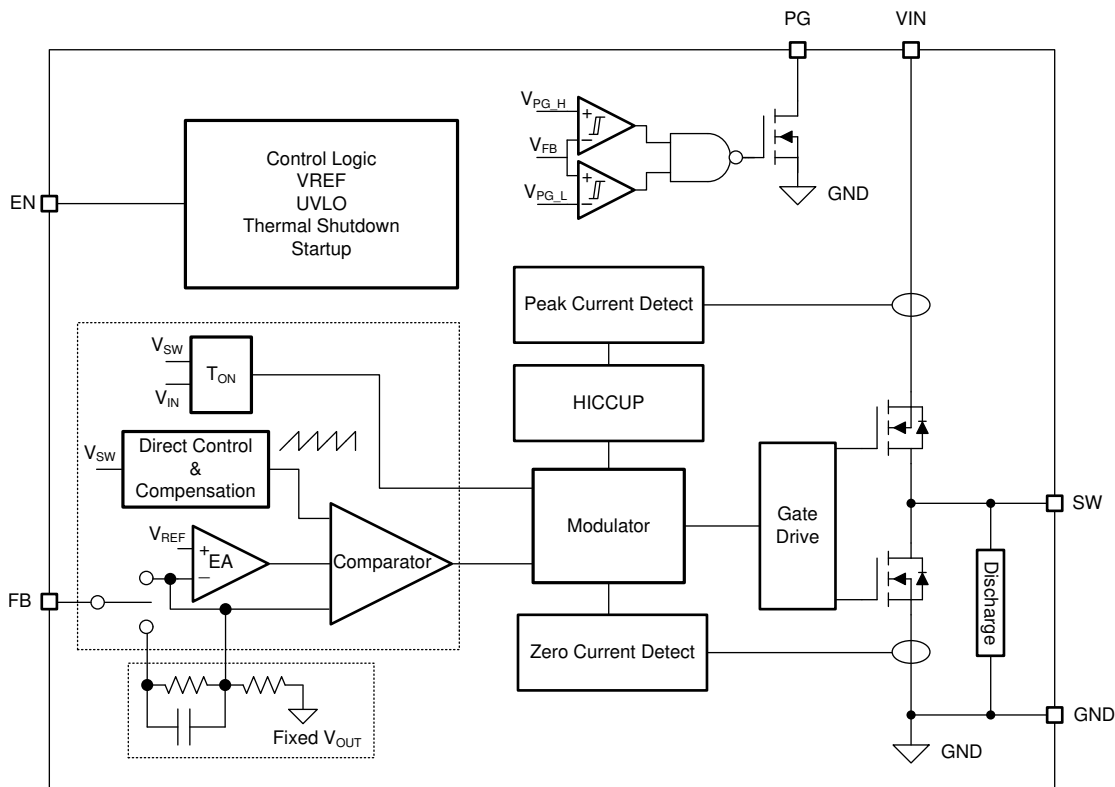 PG
VIN
V_PG_H
+
−
V_FB
+
V_PG_L
−
GND
EN
Control Logic
VREF
UVLO
Thermal Shutdown
Startup
Peak Current Detect
V_SW
T_ON
V_IN
HICCUP
V_SW
Direct Control
&
Compensation
Modulator
Gate
Drive
SW
V_REF
+
EA
−
Comparator
FB
Discharge
Zero Current Detect
Fixed V_OUT
GND
GND